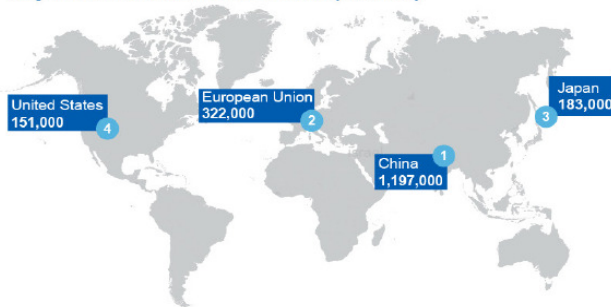 United States
151,000
4
European Union
322,000
2
China
1,197,000
1
Japan
183,000
3